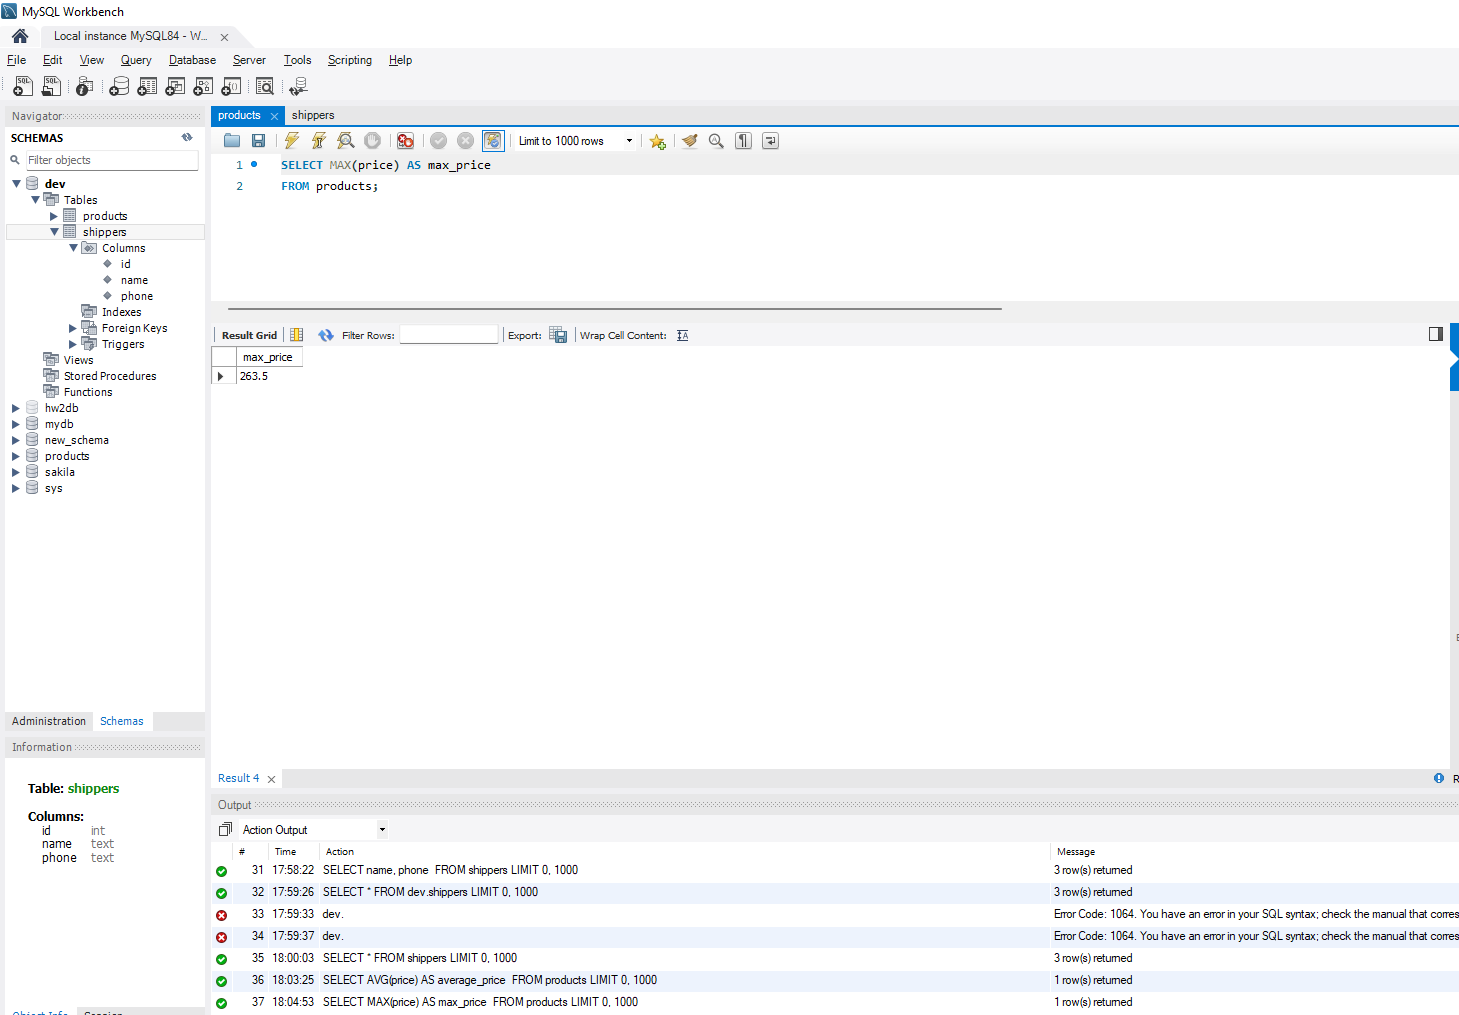 MySQL Workbench
Local instance MySQL84 - W...
File Edit View Query Database Server Tools Scripting Help
Navigator
SCHEMAS
Filter objects
dev
Tables
products
shippers
Columns
id
name
phone
Indexes
Foreign Keys
Triggers
Views
Stored Procedures
Functions
hw2db
mydb
new_schema
products
sakila
sys
Administration Schemas
Information
Table: shippers
Columns:
id int
name text
phone text
products shippers
Limit to 1000 rows
1 SELECT MAX(price) AS max_price
2 FROM products;
Result Grid Filter Rows: Export: Wrap Cell Content:
max_price
263.5
Result 4
Output
Action Output
# Time Action Message
31 17:58:22 SELECT name, phone FROM shippers LIMIT 0, 1000 3 row(s) returned
32 17:59:26 SELECT * FROM dev.shippers LIMIT 0, 1000 3 row(s) returned
33 17:59:33 dev. Error Code: 1064. You have an error in your SQL syntax; check the manual that corres
34 17:59:37 dev. Error Code: 1064. You have an error in your SQL syntax; check the manual that corres
35 18:00:03 SELECT * FROM shippers LIMIT 0, 1000 3 row(s) returned
36 18:03:25 SELECT AVG(price) AS average_price FROM products LIMIT 0, 1000 1 row(s) returned
37 18:04:53 SELECT MAX(price) AS max_price FROM products LIMIT 0, 1000 1 row(s) returned